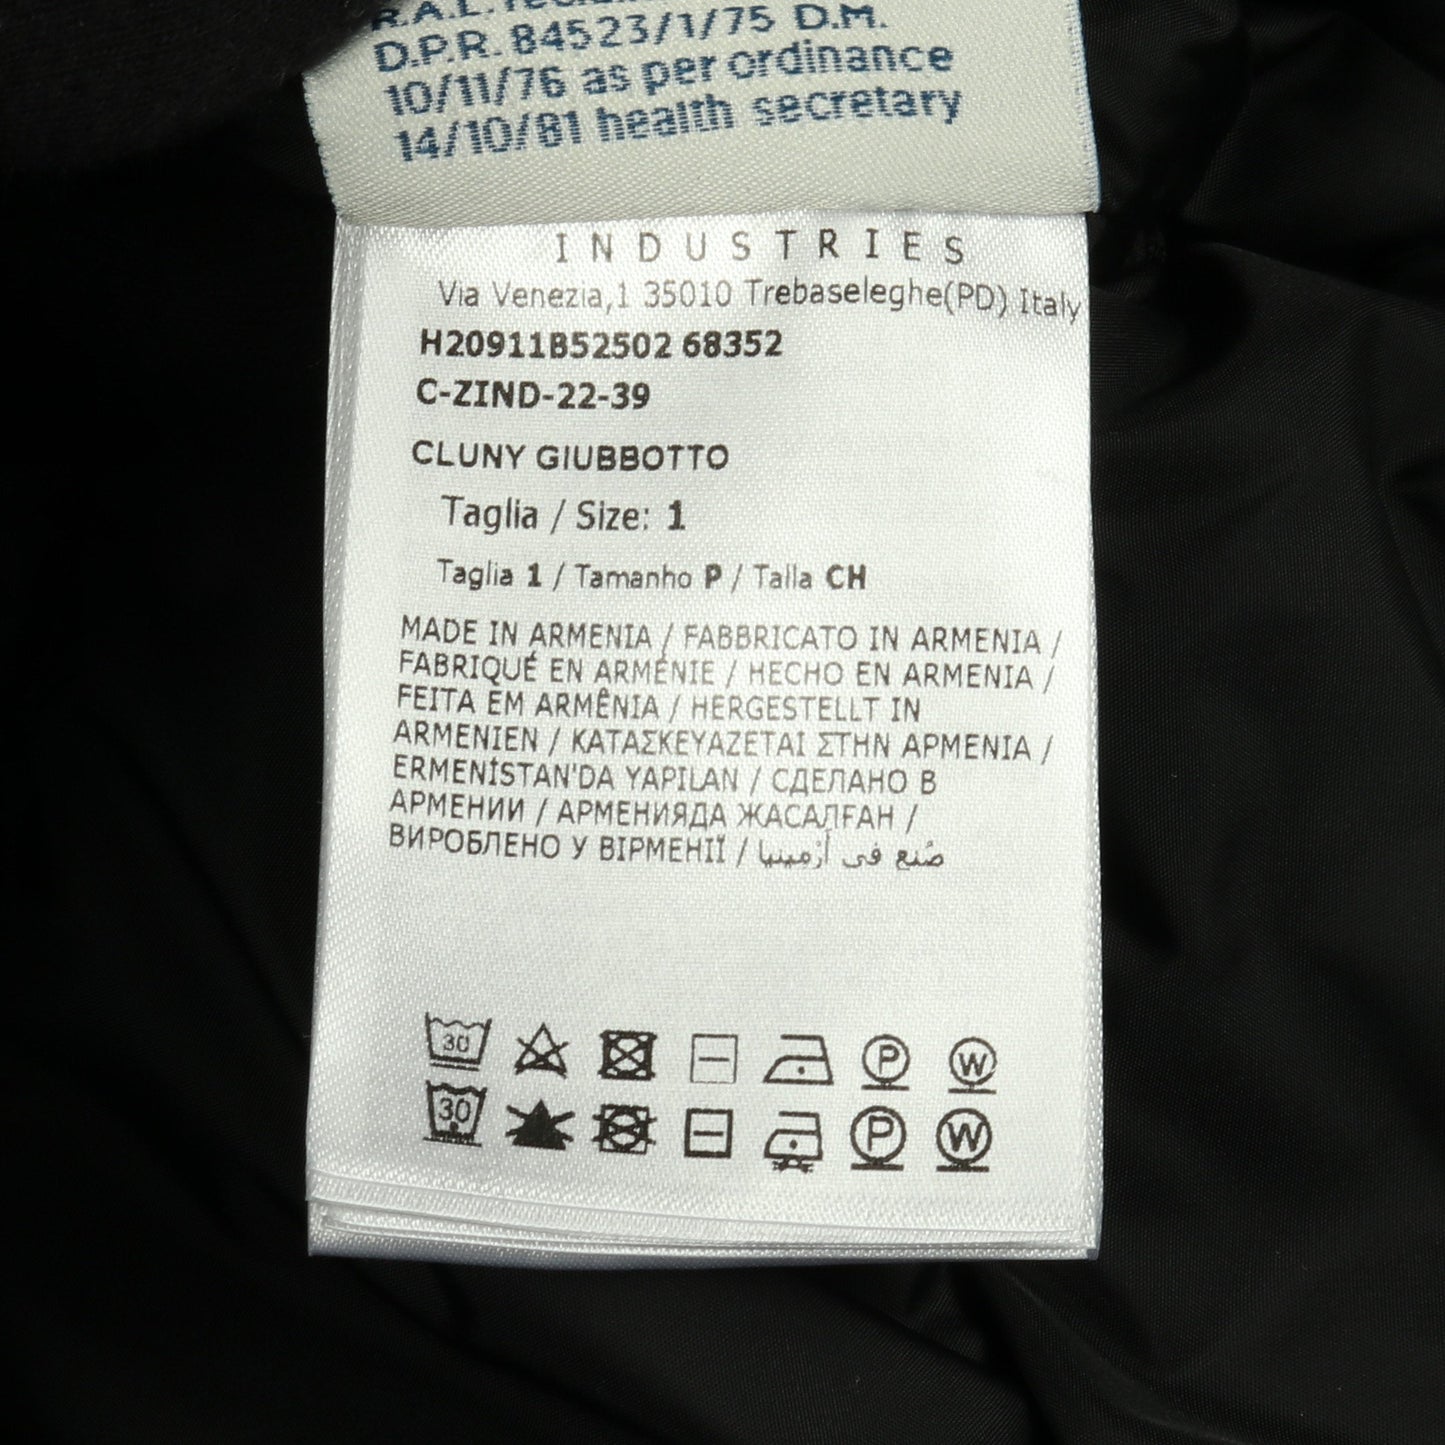 D.P.R. 84523/1/75 D.M.
10/11/76 as per ordinance
14/10/81 health secretary
INDUSTRIES
Via Venezia,1 35010 Trebaseleghe(PD) Italy
H20911B52502 68352
C-ZIND-22-39
CLUNY GIUBBOTTO
Taglia / Size: 1
Taglia 1 / Tamanho P / Talla CH
MADE IN ARMENIA / FABBRICATO IN ARMENIA /
FABRIQUÉ EN ARMÉNIE / HECHO EN ARMENIA /
FEITA EM ARMÊNIA / HERGESTELLT IN
ARMENIEN / ΚΑΤΑΣΚΕΥΑΖΕΤΑΙ ΣΤΗΝ ΑΡΜΕΝΙΑ /
ERMENİSTAN'DA YAPILAN / СДЕЛАНО В
АРМЕНИИ / АРМЕНИЯДА ЖАСАЛҒАН /
ВИРОБЛЕНО У ВІРМЕНІЇ / صُنع في أرمينيا
30 P W
30 P W